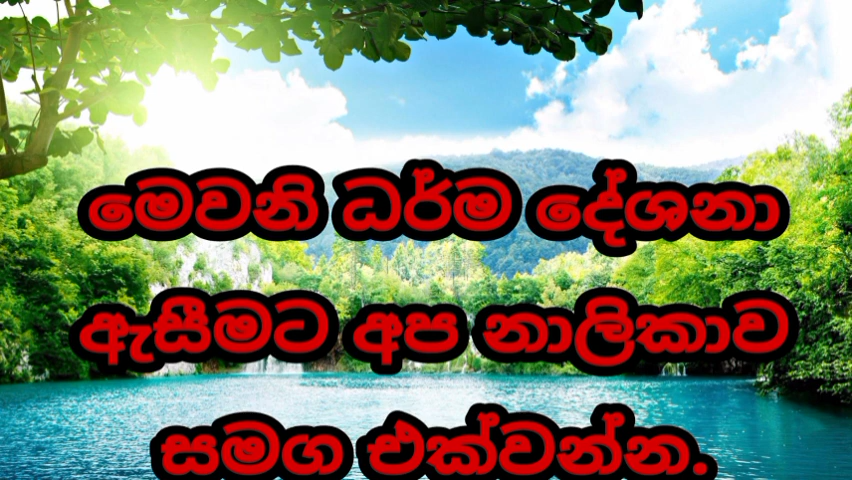 මෙවනි ධර්ම දේශනා
ඇසීමට අප නාලිකාව
සමග එක්වන්න.